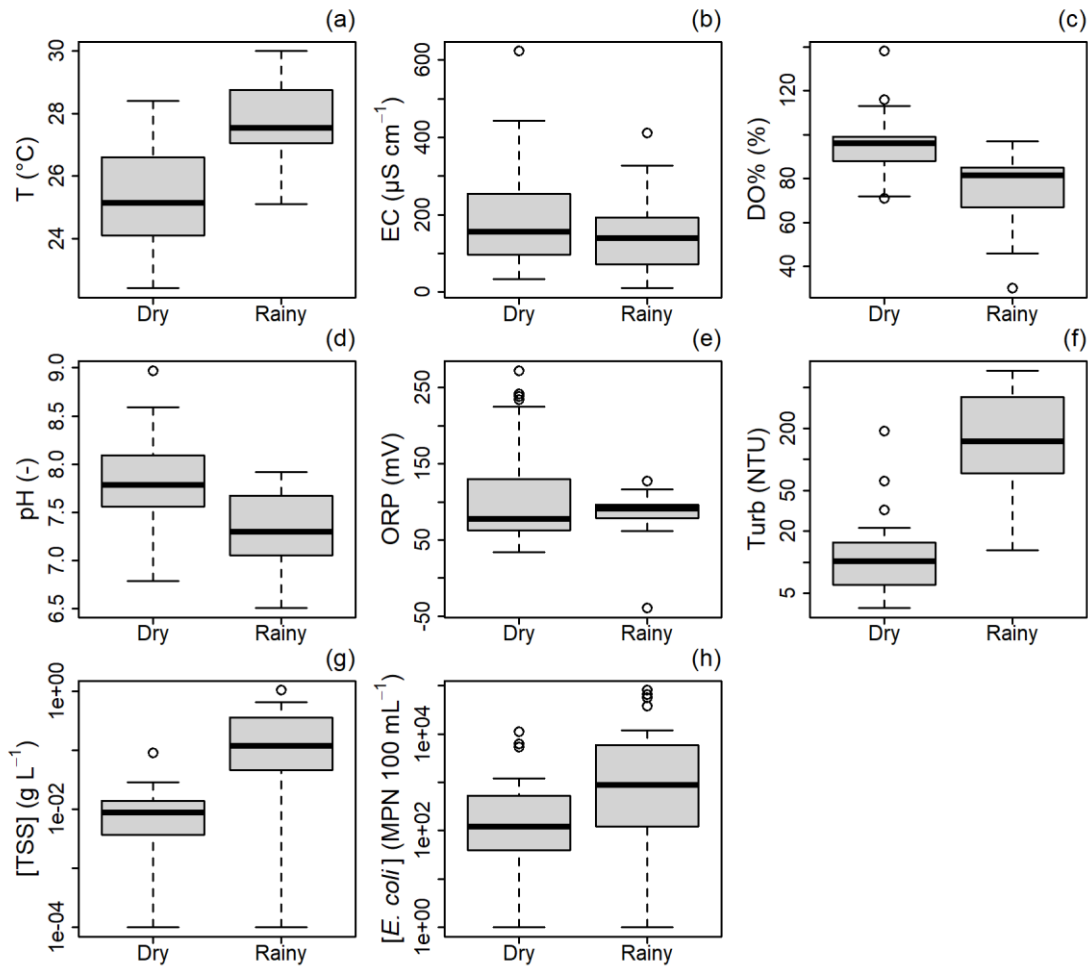 (a)
T (°C)
30
28
26
24
Dry Rainy
(b)
EC (µS cm⁻¹)
600
400
200
0
Dry Rainy
(c)
DO% (%)
120
80
60
40
Dry Rainy
(d)
pH (-)
9.0
8.5
8.0
7.5
7.0
6.5
Dry Rainy
(e)
ORP (mV)
250
150
50
-50
Dry Rainy
(f)
Turb (NTU)
200
50
20
5
Dry Rainy
(g)
[TSS] (g L⁻¹)
1e+00
1e-02
1e-04
Dry Rainy
(h)
[E. coli ] (MPN 100 mL⁻¹)
1e+04
1e+02
1e+00
Dry Rainy